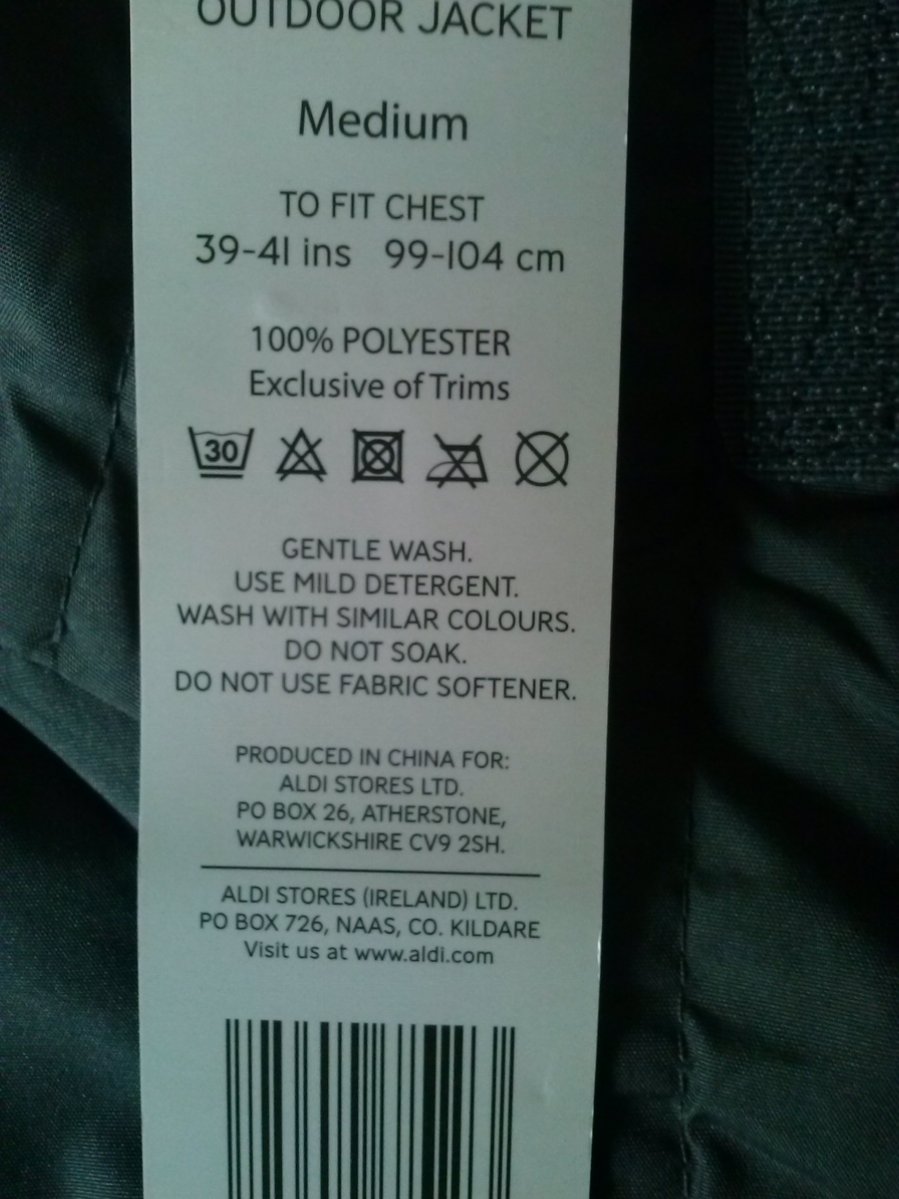 OUTDOOR JACKET
Medium
TO FIT CHEST
39-41 ins 99-104 cm
100% POLYESTER
Exclusive of Trims
30
GENTLE WASH.
USE MILD DETERGENT.
WASH WITH SIMILAR COLOURS.
DO NOT SOAK.
DO NOT USE FABRIC SOFTENER.
PRODUCED IN CHINA FOR:
ALDI STORES LTD.
PO BOX 26, ATHERSTONE,
WARWICKSHIRE CV9 2SH.
ALDI STORES (IRELAND) LTD.
PO BOX 726, NAAS, CO. KILDARE
Visit us at www.aldi.com